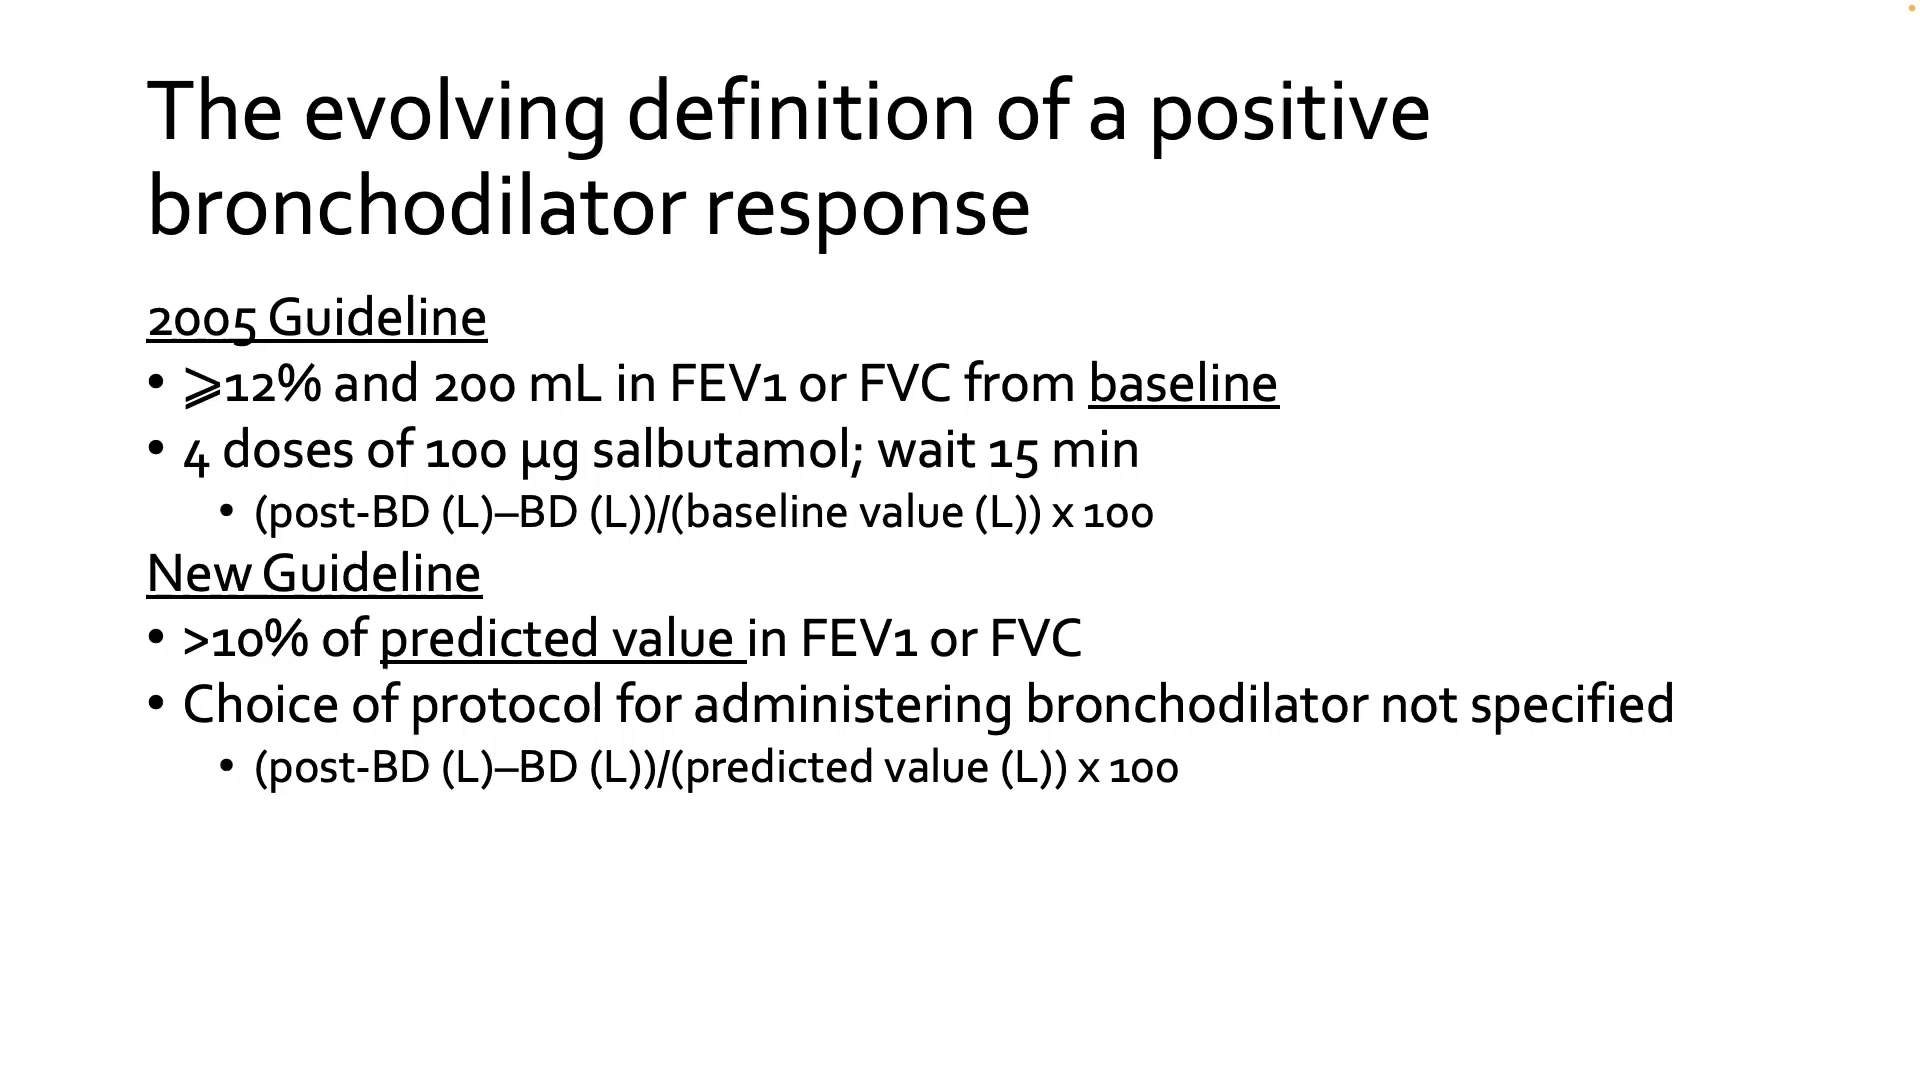 The evolving definition of a positive
bronchodilator response
2005 Guideline
• ⩾12% and 200 mL in FEV1 or FVC from baseline
• 4 doses of 100 µg salbutamol; wait 15 min
• (post-BD (L)–BD (L))/(baseline value (L)) x 100
New Guideline
• >10% of predicted value in FEV1 or FVC
• Choice of protocol for administering bronchodilator not specified
• (post-BD (L)–BD (L))/(predicted value (L)) x 100